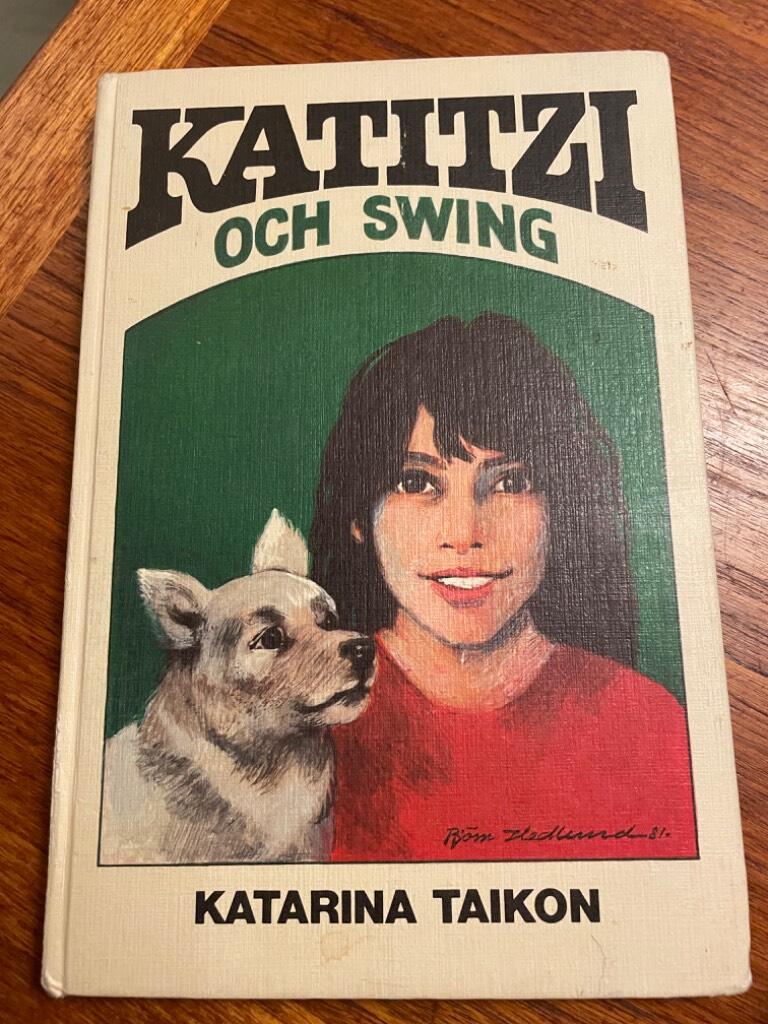 KATITZI
OCH SWING
Björn Hedlund 81.
KATARINA TAIKON